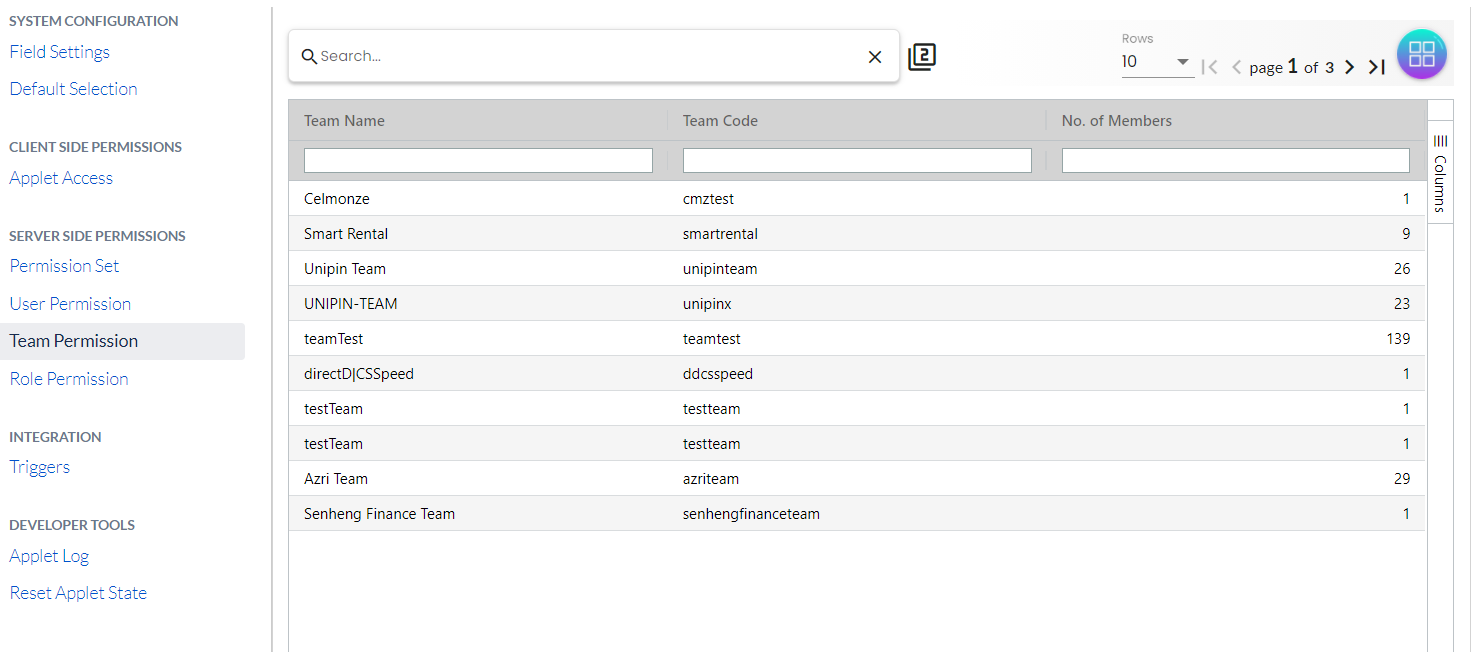 SYSTEM CONFIGURATION
Field Settings
Default Selection
CLIENT SIDE PERMISSIONS
Applet Access
SERVER SIDE PERMISSIONS
Permission Set
User Permission
Team Permission
Role Permission
INTEGRATION
Triggers
DEVELOPER TOOLS
Applet Log
Reset Applet State
Search...
2
Rows
10
page 1 of 3
Team Name Team Code No. of Members
Celmonze cmztest 1
Smart Rental smartrental 9
Unipin Team unipinteam 26
UNIPIN-TEAM unipinx 23
teamTest teamtest 139
directD|CSSpeed ddcsspeed 1
testTeam testteam 1
testTeam testteam 1
Azri Team azriteam 29
Senheng Finance Team senhengfinanceteam 1
Columns